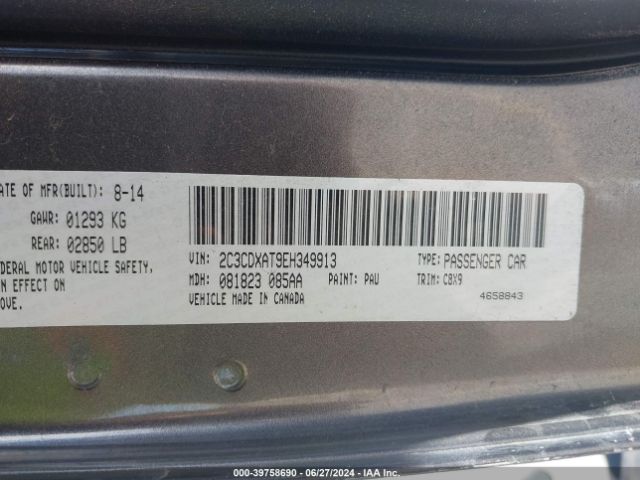 ATE OF MFR(BUILT): 8-14
GAWR: 01293 KG
REAR: 02850 LB
DERAL MOTOR VEHICLE SAFETY,
N EFFECT ON
OVE.
VIN: 2C3CDXAT9EH349913
TYPE: PASSENGER CAR
MDH: 081823 085AA
PAINT: PAU
TRIM: C8X9
VEHICLE MADE IN CANADA
4658843
000-39758690 | 06/27/2024 | IAA Inc.